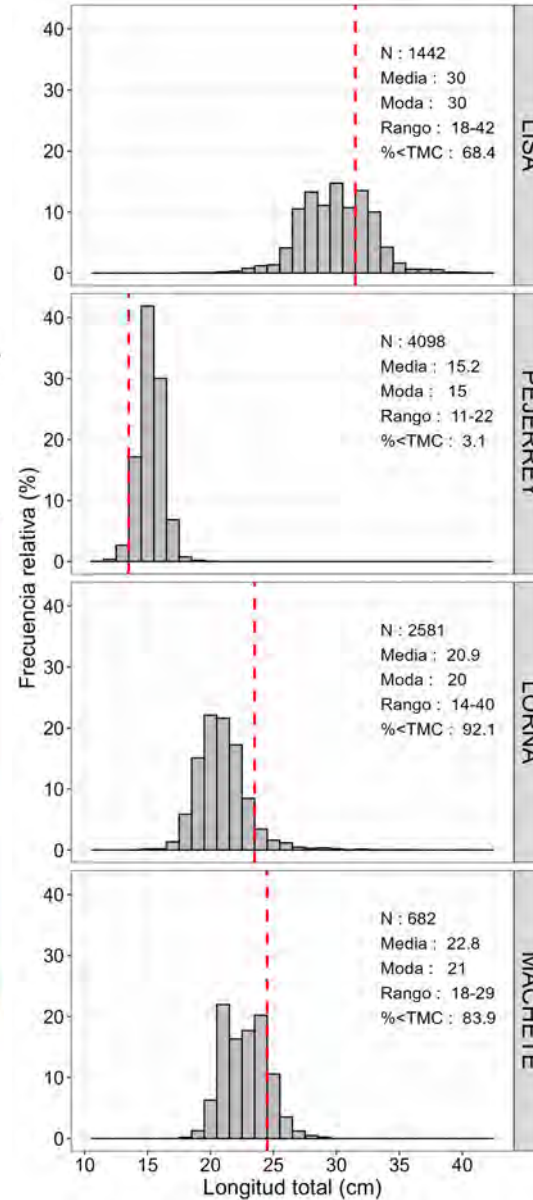 40
30
20
10
0
N : 1442
Media : 30
Moda : 30
Rango : 18-42
%<TMC : 68.4
LISA
40
30
20
10
0
N : 4098
Media : 15.2
Moda : 15
Rango : 11-22
%<TMC : 3.1
PEJERREY
Frecuencia relativa (%)
40
30
20
10
0
N : 2581
Media : 20.9
Moda : 20
Rango : 14-40
%<TMC : 92.1
LORNA
40
30
20
10
0
N : 682
Media : 22.8
Moda : 21
Rango : 18-29
%<TMC : 83.9
MACHETE
10 15 20 25 30 35 40
Longitud total (cm)